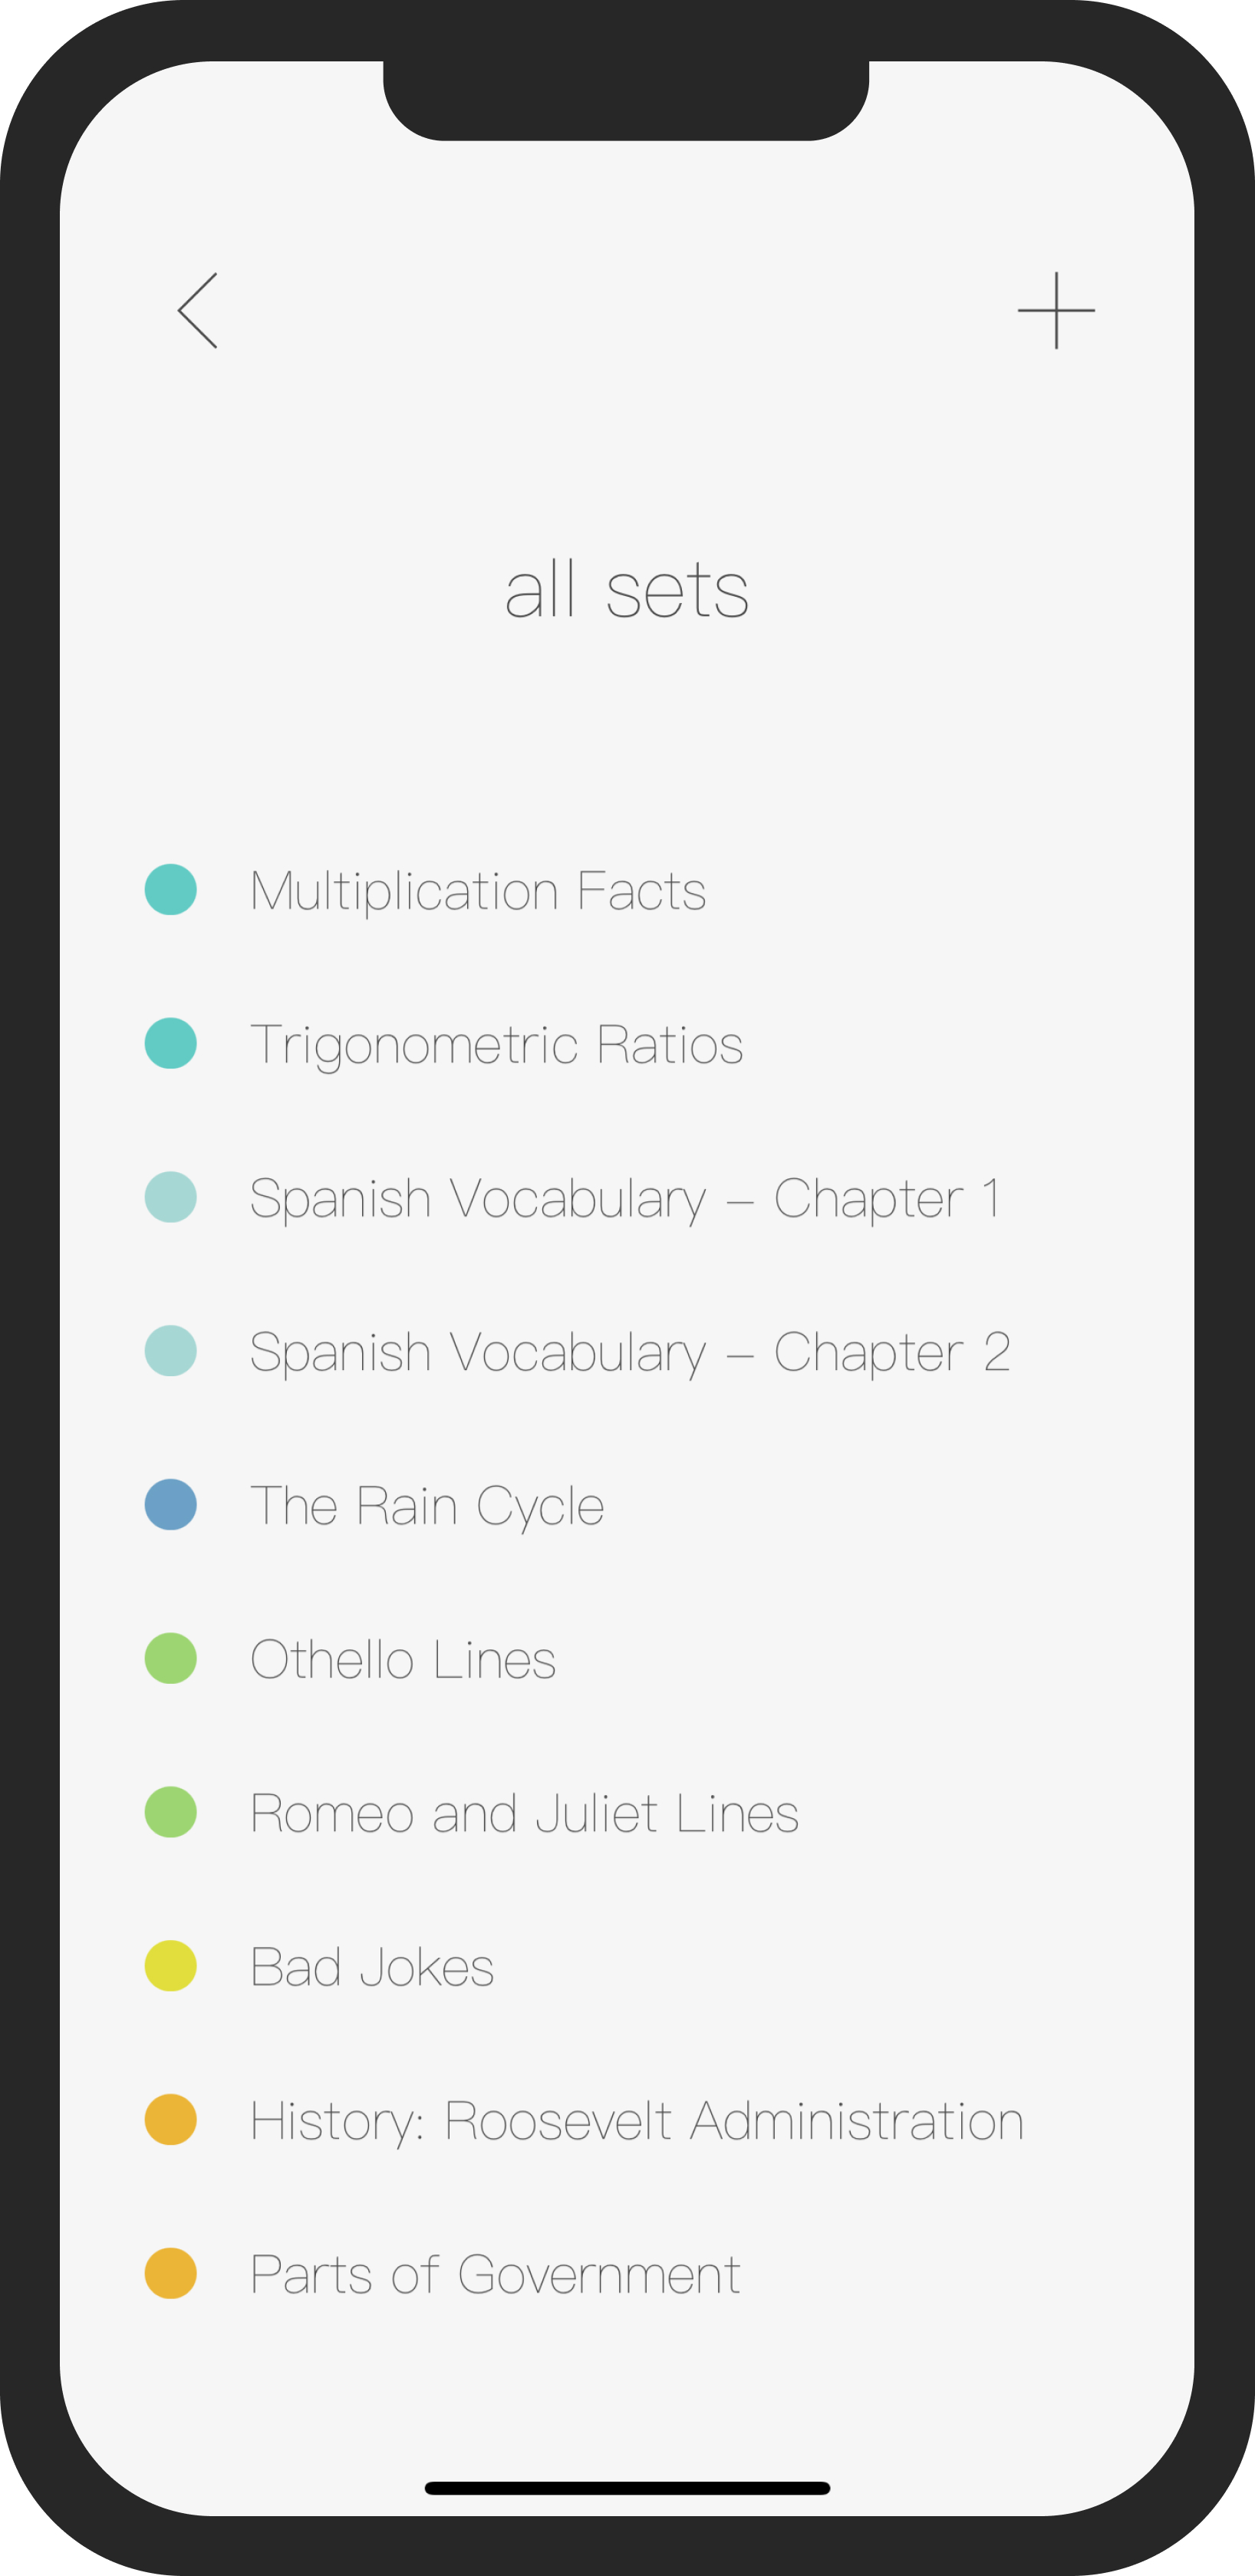 all sets
Multiplication Facts
Trigonometric Ratios
Spanish Vocabulary – Chapter 1
Spanish Vocabulary – Chapter 2
The Rain Cycle
Othello Lines
Romeo and Juliet Lines
Bad Jokes
History: Roosevelt Administration
Parts of Government